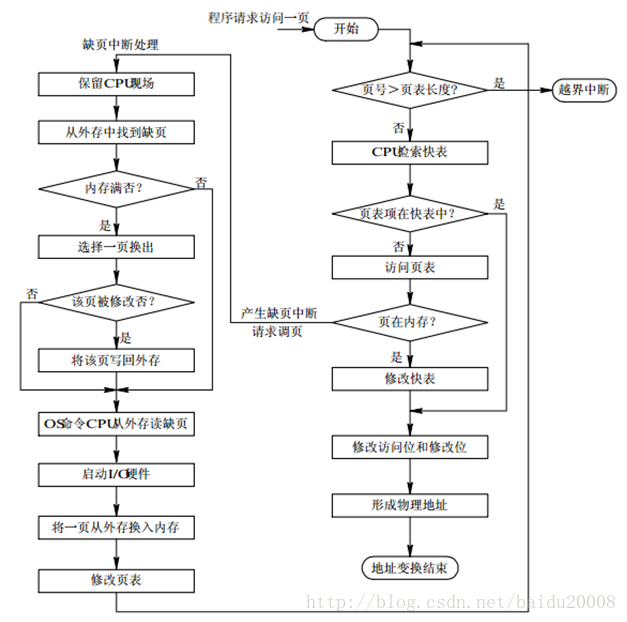 程序请求访问一页
开始
缺页中断处理
保留CPU现场
从外存中找到缺页
内存满否?
否
是
选择一页换出
否
该页被修改否?
是
将该页写回外存
OS命令CPU从外存读缺页
启动I/O硬件
将一页从外存换入内存
修改页表
页号＞页表长度?
是
越界中断
否
CPU检索快表
页表项在快表中?
是
否
访问页表
产生缺页中断
请求调页
页在内存?
是
修改快表
修改访问位和修改位
形成物理地址
地址变换结束
http://blog.csdn.net/baidu20008